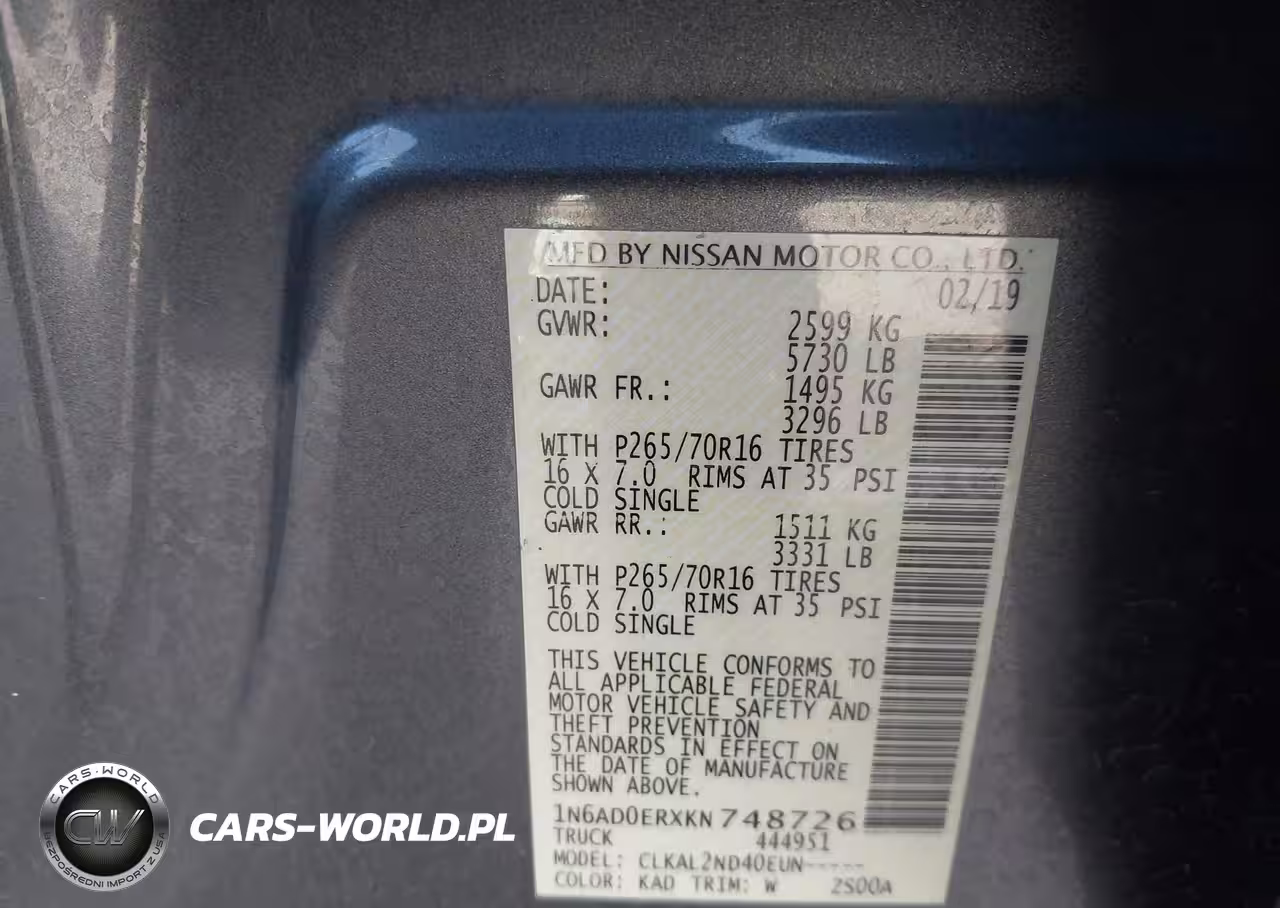 MFD BY NISSAN MOTOR CO., LTD.
DATE: 02/19
GVWR: 2599 KG
5730 LB
GAWR FR.: 1495 KG
3296 LB
WITH P265/70R16 TIRES
16 X 7.0 RIMS AT 35 PSI
COLD SINGLE
GAWR RR.: 1511 KG
3331 LB
WITH P265/70R16 TIRES
16 X 7.0 RIMS AT 35 PSI
COLD SINGLE
THIS VEHICLE CONFORMS TO
ALL APPLICABLE FEDERAL
MOTOR VEHICLE SAFETY AND
THEFT PREVENTION
STANDARDS IN EFFECT ON
THE DATE OF MANUFACTURE
SHOWN ABOVE.
1N6AD0ERXKN748726
TRUCK 444951
MODEL: CLKAL2ND40EUN-----
COLOR: KAD TRIM: W 2S00A
CARS-WORLD
CW
BEZPOŚREDNI IMPORT Z USA
CARS-WORLD.PL